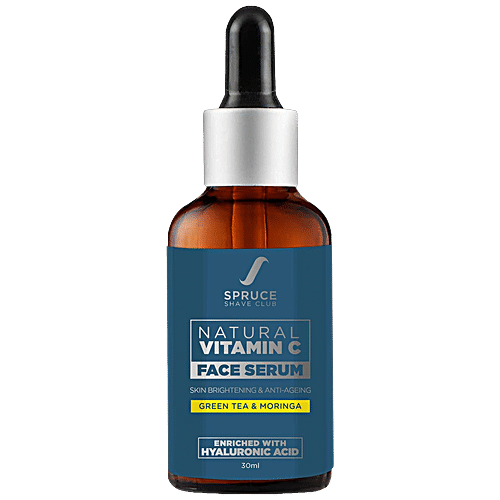 SPRUCE
SHAVE CLUB
NATURAL
VITAMIN C
FACE SERUM
SKIN BRIGHTENING & ANTI-AGEING
GREEN TEA & MORINGA
ENRICHED WITH
HYALURONIC ACID
30ml